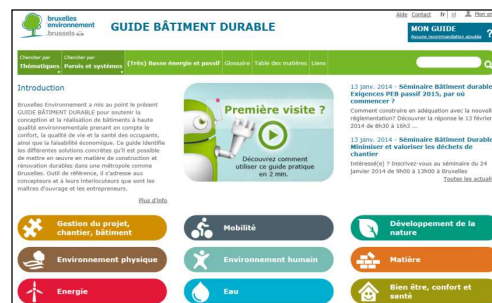 Aide Contact fr nl Mon
bruxelles
environnement
.brussels
GUIDE BÂTIMENT DURABLE
MON GUIDE
Aucune recommandation ajoutée
?
Chercher par
Thématiques
Chercher par
Parois et systèmes
(Très) Basse énergie et passif
Glossaire
Table des matières
Liens
Introduction
Bruxelles Environnement a mis au point le présent
GUIDE BÂTIMENT DURABLE pour soutenir la
conception et la réalisation de bâtiments à haute
qualité environnementale prenant en compte le
confort, la qualité de vie et la santé des occupants,
ainsi que la faisabilité économique. Ce guide identifie
les différentes solutions concrètes qu'il est possible
de mettre en œuvre en matière de construction et
rénovation durables dans une métropole comme
Bruxelles. Outil de référence, il s'adresse aux
concepteurs et à leurs interlocuteurs que sont les
maîtres d'ouvrage et les entrepreneurs.
Plus d'info
Première visite ?
Découvrez comment
utiliser ce guide pratique
en 2 min.
13 janv. 2014 - Séminaire Bâtiment durable
Exigences PEB passif 2015, par où
commencer ?
Comment construire en adéquation avec la nouvell
réglementation? Découvrer la réponse le 13 février
2014 de 8h30 à 16h3 ...
13 janv. 2014 - Séminaire Bâtiment Durable
Minimiser et valoriser les déchets de
chantier
Intéressé(e) ? Inscrivez-vous au séminaire du 24
janvier 2014 de 9h00 à 13h00 à Bruxelles
Toutes les actuali
Gestion du projet,
chantier, bâtiment
Mobilité
Développement de la
nature
Environnement physique
Environnement humain
Matière
Energie
Eau
Bien être, confort et
santé